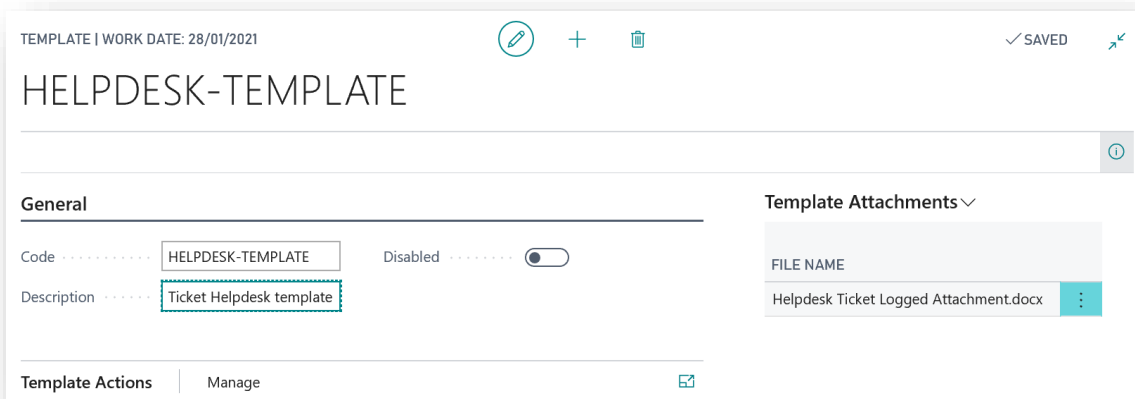 TEMPLATE | WORK DATE: 28/01/2021
SAVED
HELPDESK-TEMPLATE
General
Code
HELPDESK-TEMPLATE
Disabled
Description
Ticket Helpdesk template
Template Actions
Manage
Template Attachments
FILE NAME
Helpdesk Ticket Logged Attachment.docx